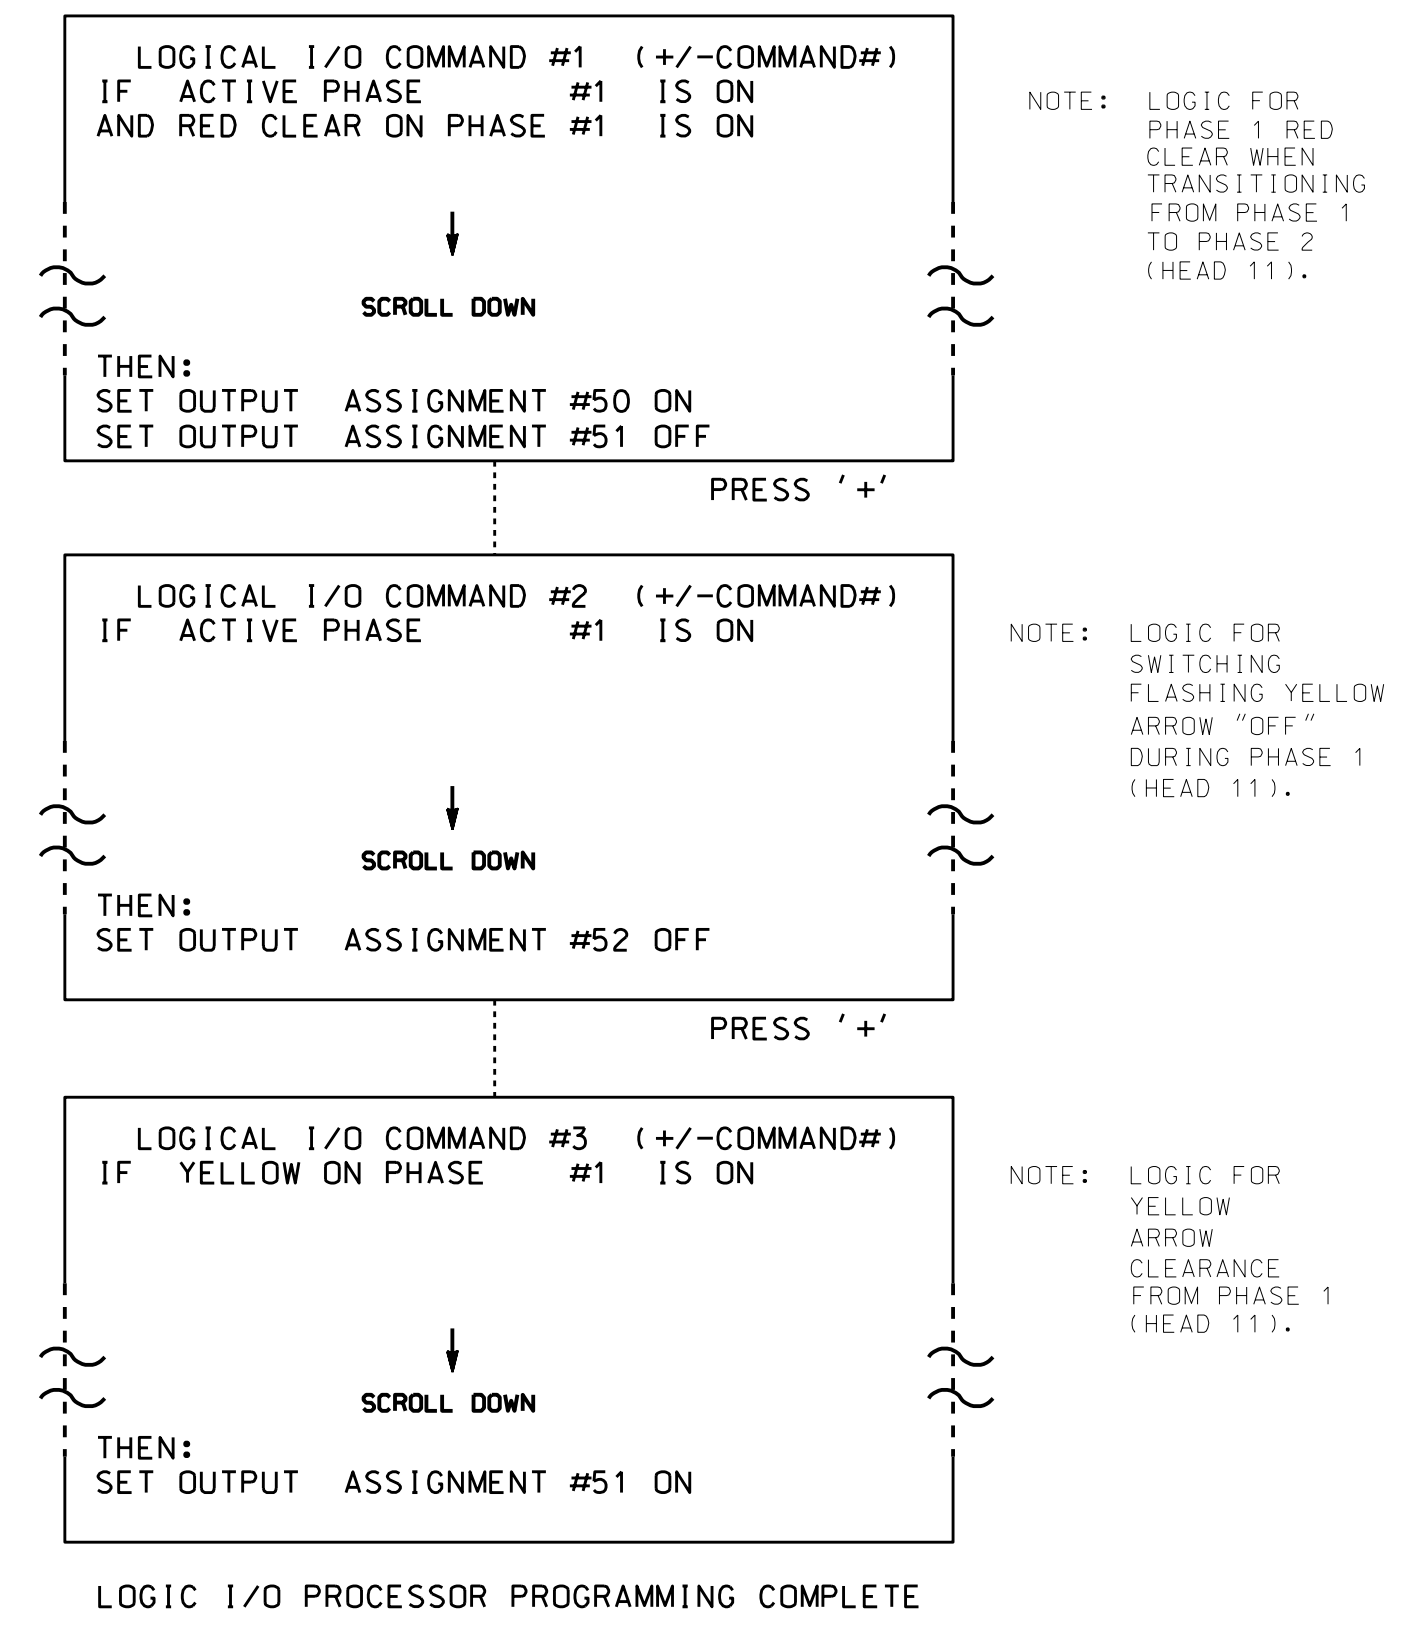 LOGICAL I/O COMMAND #1 (+/-COMMAND#)
IF ACTIVE PHASE #1 IS ON
AND RED CLEAR ON PHASE #1 IS ON
SCROLL DOWN
THEN:
SET OUTPUT ASSIGNMENT #50 ON
SET OUTPUT ASSIGNMENT #51 OFF
NOTE: LOGIC FOR
PHASE 1 RED
CLEAR WHEN
TRANSITIONING
FROM PHASE 1
TO PHASE 2
(HEAD 11).
PRESS '+'
LOGICAL I/O COMMAND #2 (+/-COMMAND#)
IF ACTIVE PHASE #1 IS ON
SCROLL DOWN
THEN:
SET OUTPUT ASSIGNMENT #52 OFF
NOTE: LOGIC FOR
SWITCHING
FLASHING YELLOW
ARROW "OFF"
DURING PHASE 1
(HEAD 11).
PRESS '+'
LOGICAL I/O COMMAND #3 (+/-COMMAND#)
IF YELLOW ON PHASE #1 IS ON
SCROLL DOWN
THEN:
SET OUTPUT ASSIGNMENT #51 ON
NOTE: LOGIC FOR
YELLOW
ARROW
CLEARANCE
FROM PHASE 1
(HEAD 11).
LOGIC I/O PROCESSOR PROGRAMMING COMPLETE